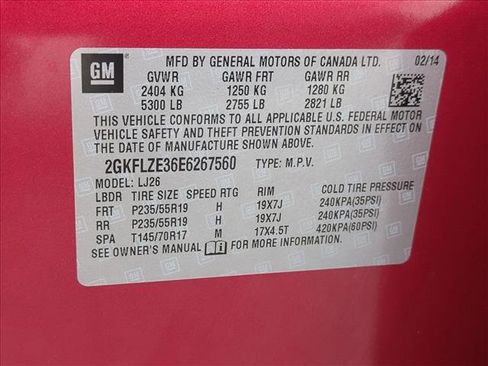 GM
MFD BY GENERAL MOTORS OF CANADA LTD. 02/14
GVWR GAWR FRT GAWR RR
2404 KG 1250 KG 1280 KG
5300 LB 2755 LB 2821 LB
THIS VEHICLE CONFORMS TO ALL APPLICABLE U.S. FEDERAL MOTOR
VEHICLE SAFETY AND THEFT PREVENTION STANDARDS IN EFFECT ON
THE DATE OF MANUFACTURE SHOWN ABOVE.
2GKFLZE36E6267560 TYPE: M.P.V.
MODEL: LJ26
LBDR TIRE SIZE SPEED RTG RIM COLD TIRE PRESSURE
FRT P235/55R19 H 19X7J 240KPA(35PSI)
RR P235/55R19 H 19X7J 240KPA(35PSI)
SPA T145/70R17 M 17X4.5T 420KPA(60PSI)
SEE OWNER'S MANUAL i FOR MORE INFORMATION.